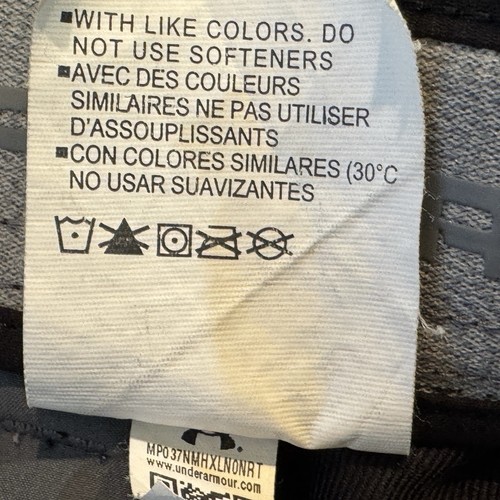 ▪WITH LIKE COLORS. DO
NOT USE SOFTENERS
▪AVEC DES COULEURS
SIMILAIRES NE PAS UTILISER
D'ASSOUPLISSANTS
▪CON COLORES SIMILARES (30°C
NO USAR SUAVIZANTES
MP037NMHXLN0NRT
www.underarmour.com